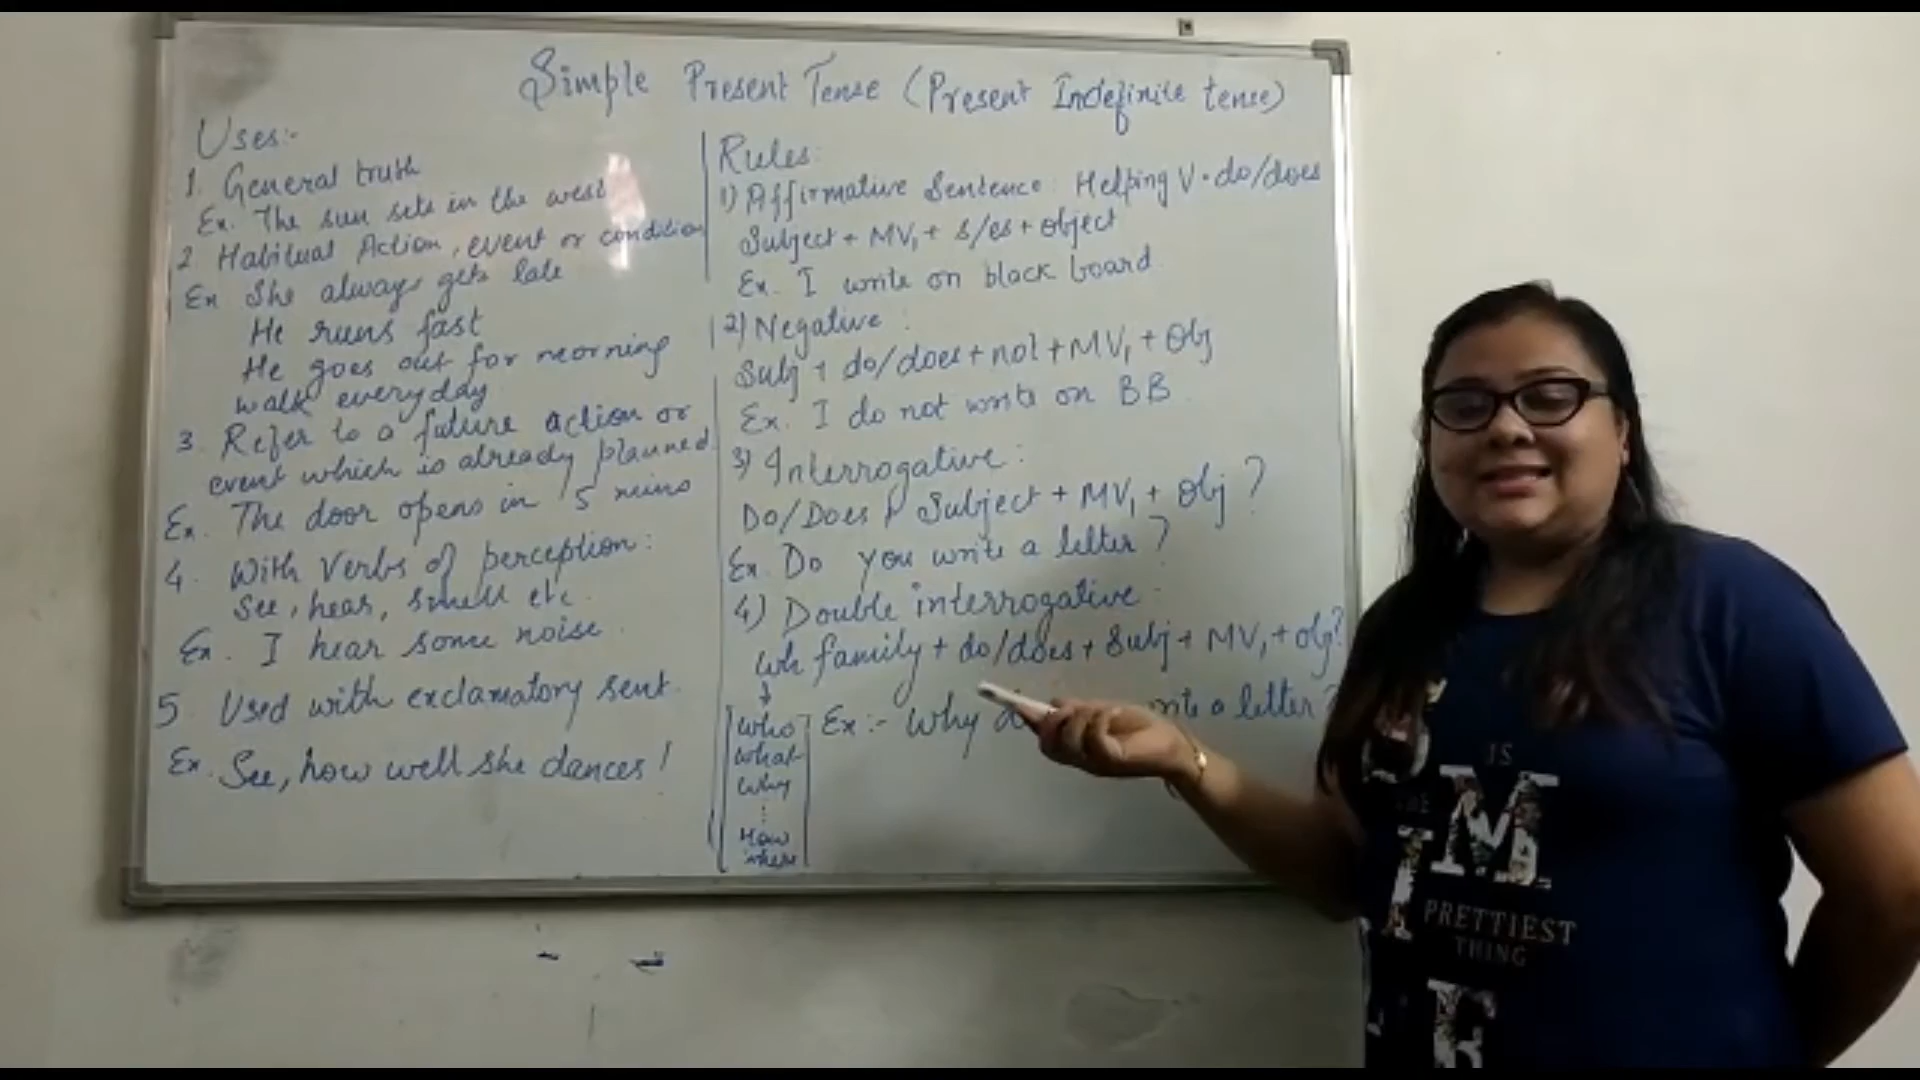 Simple Present Tense (Present Indefinite tense)
Uses:-
1. General truth
Ex. The sun sets in the west
2. Habitual Action, event or condition
Ex She always gets late
He runs fast
He goes out for morning
walk everyday
3. Refer to a future action or
event which is already planned
Ex. The door opens in 5 mins
4. With Verbs of perception:
See, hear, smell etc.
Ex. I hear some noise.
5. Used with exclamatory sent.
Ex. See, how well she dances!
Rules:
1) Affirmative Sentence: Helping V. do/does
Subject + MV₁ + s/es + object
Ex. I write on black board.
2) Negative:
Subj + do/does + not + MV₁ + Obj
Ex. I do not write on BB.
3) Interrogative:
Do/Does + Subject + MV₁ + Obj?
Ex. Do you write a letter?
4) Double interrogative:
Wh family + do/does + Subj + MV₁ + obj?
↓
Who
What
Why
How
where
Ex:- Why a letter?
IS
THE
M
PRETTIEST
THING